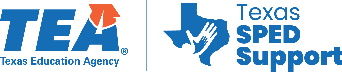 TEA®
Texas Education Agency
Texas
SPED
Support